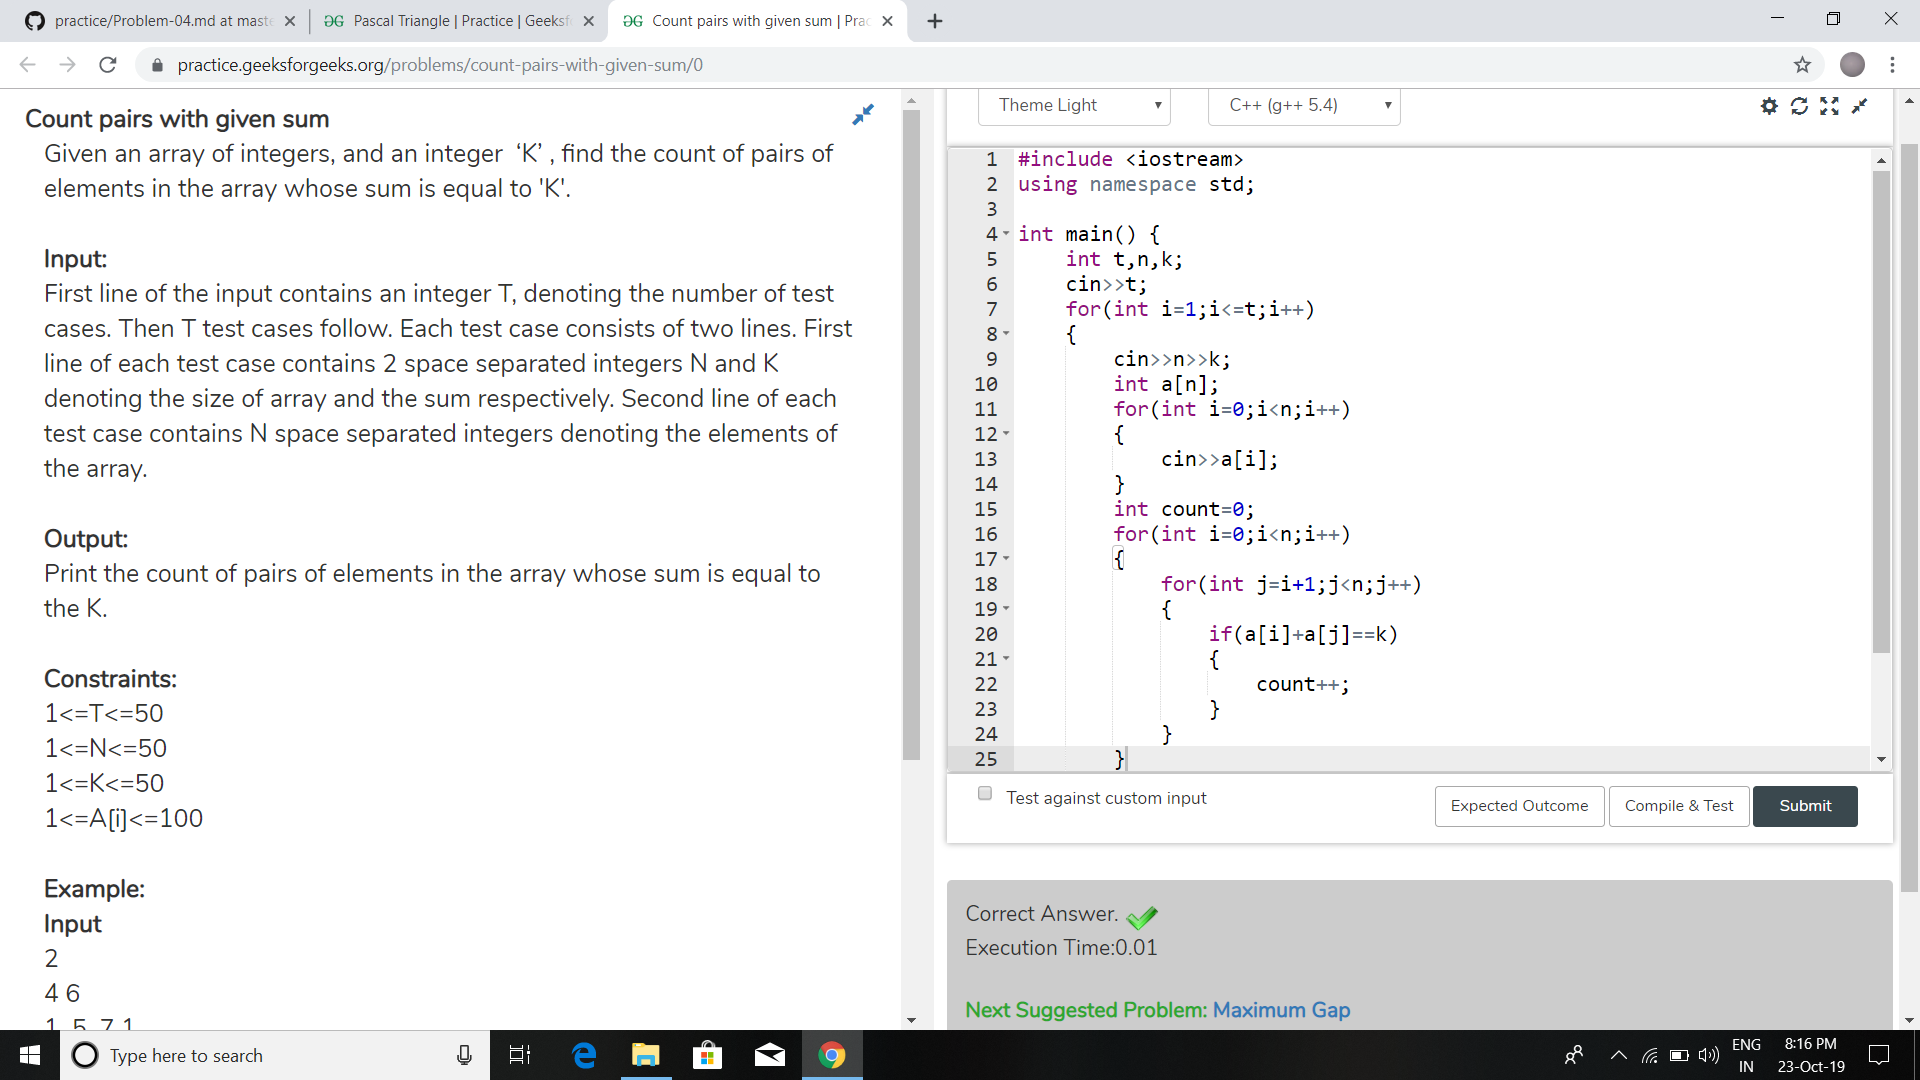 practice/Problem-04.md at maste
Pascal Triangle | Practice | Geeksf
Count pairs with given sum | Prac
practice.geeksforgeeks.org/problems/count-pairs-with-given-sum/0
Count pairs with given sum
Given an array of integers, and an integer ‘K’ , find the count of pairs of
elements in the array whose sum is equal to 'K'.
Input:
First line of the input contains an integer T, denoting the number of test
cases. Then T test cases follow. Each test case consists of two lines. First
line of each test case contains 2 space separated integers N and K
denoting the size of array and the sum respectively. Second line of each
test case contains N space separated integers denoting the elements of
the array.
Output:
Print the count of pairs of elements in the array whose sum is equal to
the K.
Constraints:
1<=T<=50
1<=N<=50
1<=K<=50
1<=A[i]<=100
Example:
Input
2
4 6
1 5 7 1
Theme Light
C++ (g++ 5.4)
1 #include <iostream>
2 using namespace std;
3
4 int main() {
5 int t,n,k;
6 cin>>t;
7 for(int i=1;i<=t;i++)
8 {
9 cin>>n>>k;
10 int a[n];
11 for(int i=0;i<n;i++)
12 {
13 cin>>a[i];
14 }
15 int count=0;
16 for(int i=0;i<n;i++)
17 {
18 for(int j=i+1;j<n;j++)
19 {
20 if(a[i]+a[j]==k)
21 {
22 count++;
23 }
24 }
25 }
Test against custom input
Expected Outcome
Compile & Test
Submit
Correct Answer.
Execution Time:0.01
Next Suggested Problem: Maximum Gap
Type here to search
ENG
IN
8:16 PM
23-Oct-19